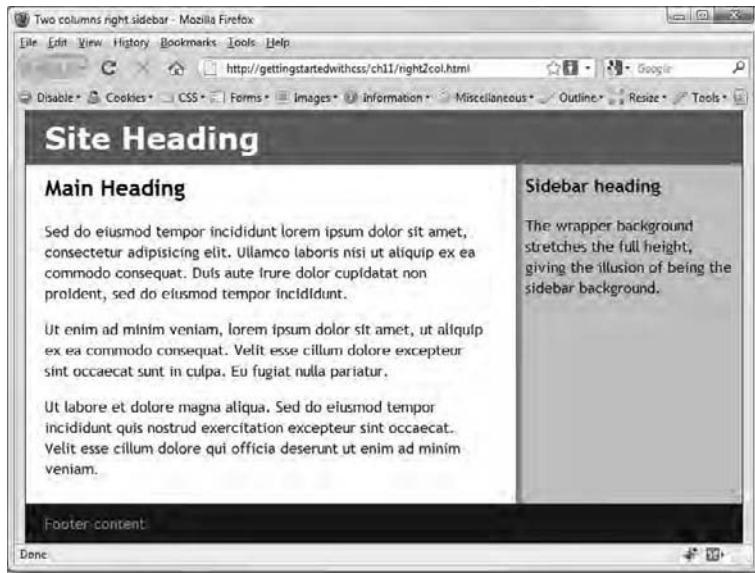 Two columns right sidebar - Mozilla Firefox
File Edit View History Bookmarks Tools Help
http://gettingstartedwithcss/ch11/right2col.html
Google
Disable Cookies CSS Forms Images Information Miscellaneous Outline Resize Tools
Site Heading
Main Heading
Sed do eiusmod tempor incididunt lorem ipsum dolor sit amet,
consectetur adipisicing elit. Ullamco laboris nisi ut aliquip ex ea
commodo consequat. Duis aute irure dolor cupidatat non
proident, sed do eiusmod tempor incididunt.
Ut enim ad minim veniam, lorem ipsum dolor sit amet, ut aliquip
ex ea commodo consequat. Velit esse cillum dolore excepteur
sint occaecat sunt in culpa. Eu fugiat nulla pariatur.
Ut labore et dolore magna aliqua. Sed do eiusmod tempor
incididunt quis nostrud exercitation excepteur sint occaecat.
Velit esse cillum dolore qui officia deserunt ut enim ad minim
veniam.
Sidebar heading
The wrapper background
stretches the full height,
giving the illusion of being the
sidebar background.
Footer content
Done